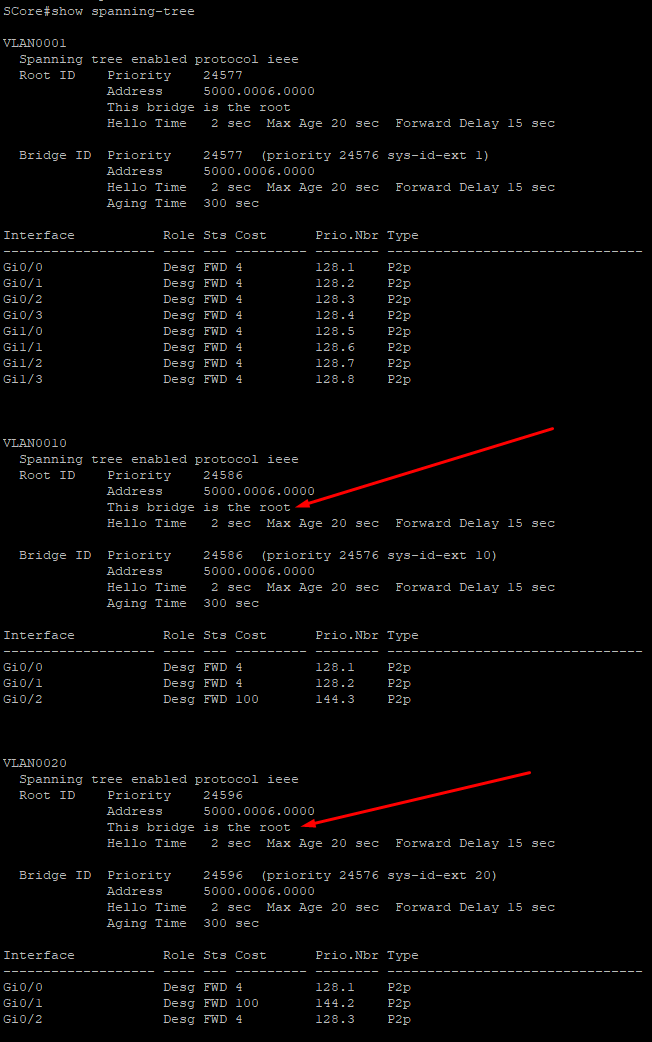 SCore#show spanning-tree
VLAN0001
  Spanning tree enabled protocol ieee
  Root ID    Priority    24577
             Address     5000.0006.0000
             This bridge is the root
             Hello Time   2 sec  Max Age 20 sec  Forward Delay 15 sec
  Bridge ID  Priority    24577  (priority 24576 sys-id-ext 1)
             Address     5000.0006.0000
             Hello Time   2 sec  Max Age 20 sec  Forward Delay 15 sec
             Aging Time  300 sec
Interface           Role Sts Cost      Prio.Nbr Type
------------------- ---- --- --------- -------- --------------------------------
Gi0/0               Desg FWD 4         128.1    P2p
Gi0/1               Desg FWD 4         128.2    P2p
Gi0/2               Desg FWD 4         128.3    P2p
Gi0/3               Desg FWD 4         128.4    P2p
Gi1/0               Desg FWD 4         128.5    P2p
Gi1/1               Desg FWD 4         128.6    P2p
Gi1/2               Desg FWD 4         128.7    P2p
Gi1/3               Desg FWD 4         128.8    P2p
VLAN0010
  Spanning tree enabled protocol ieee
  Root ID    Priority    24586
             Address     5000.0006.0000
             This bridge is the root
             Hello Time   2 sec  Max Age 20 sec  Forward Delay 15 sec
  Bridge ID  Priority    24586  (priority 24576 sys-id-ext 10)
             Address     5000.0006.0000
             Hello Time   2 sec  Max Age 20 sec  Forward Delay 15 sec
             Aging Time  300 sec
Interface           Role Sts Cost      Prio.Nbr Type
------------------- ---- --- --------- -------- --------------------------------
Gi0/0               Desg FWD 4         128.1    P2p
Gi0/1               Desg FWD 4         128.2    P2p
Gi0/2               Desg FWD 100       144.3    P2p
VLAN0020
  Spanning tree enabled protocol ieee
  Root ID    Priority    24596
             Address     5000.0006.0000
             This bridge is the root
             Hello Time   2 sec  Max Age 20 sec  Forward Delay 15 sec
  Bridge ID  Priority    24596  (priority 24576 sys-id-ext 20)
             Address     5000.0006.0000
             Hello Time   2 sec  Max Age 20 sec  Forward Delay 15 sec
             Aging Time  300 sec
Interface           Role Sts Cost      Prio.Nbr Type
------------------- ---- --- --------- -------- --------------------------------
Gi0/0               Desg FWD 4         128.1    P2p
Gi0/1               Desg FWD 100       144.2    P2p
Gi0/2               Desg FWD 4         128.3    P2p